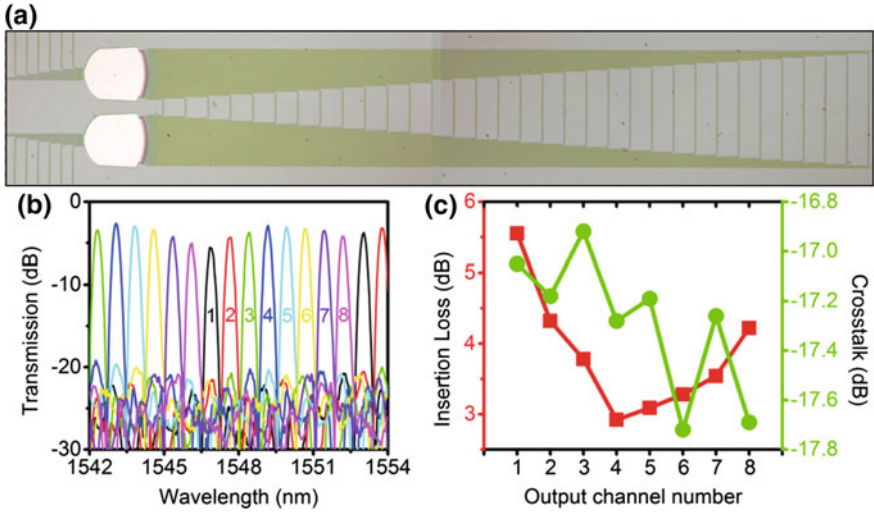 (a)
(b)
0
-10
-20
-30
Transmission (dB)
1 2 3 4 5 6 7 8
1542 1545 1548 1551 1554
Wavelength (nm)
(c)
6
5
4
3
Insertion Loss (dB)
-16.8
-17.0
-17.2
-17.4
-17.6
-17.8
Crosstalk (dB)
1 2 3 4 5 6 7 8
Output channel number